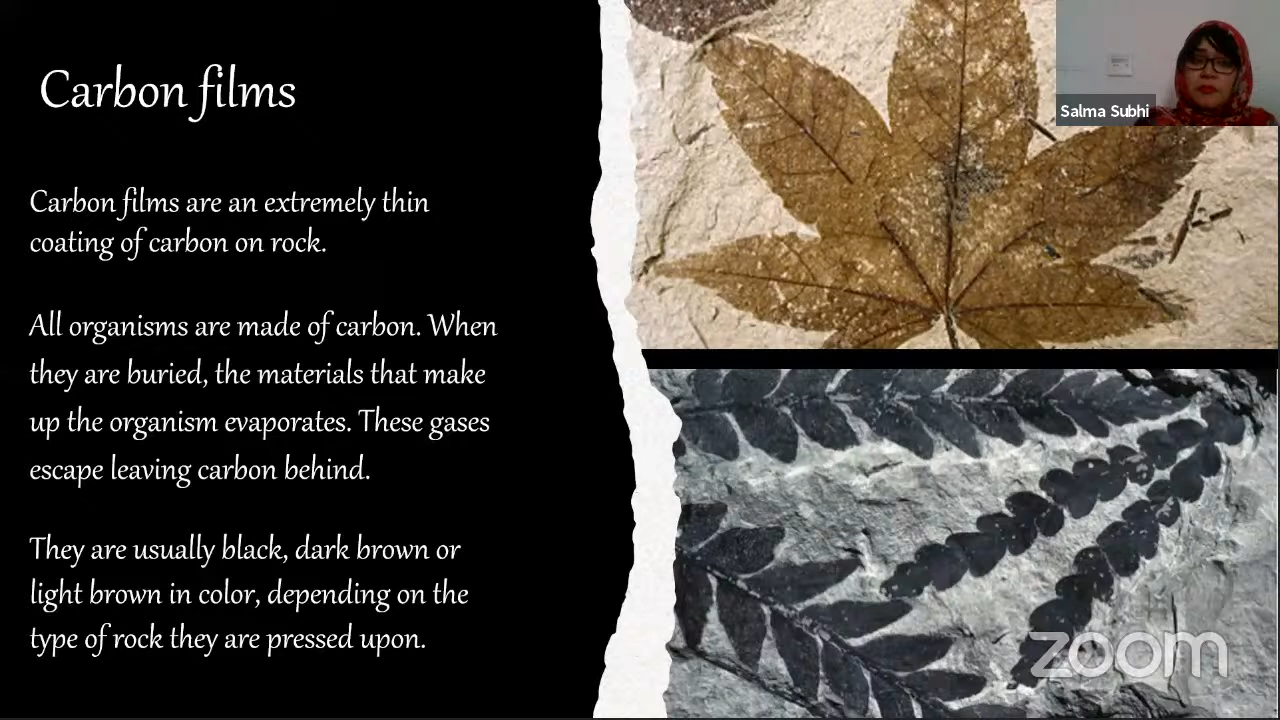 Carbon films
Salma Subhi
Carbon films are an extremely thin
coating of carbon on rock.
All organisms are made of carbon. When
they are buried, the materials that make
up the organism evaporates. These gases
escape leaving carbon behind.
They are usually black, dark brown or
light brown in color, depending on the
type of rock they are pressed upon.
zoom